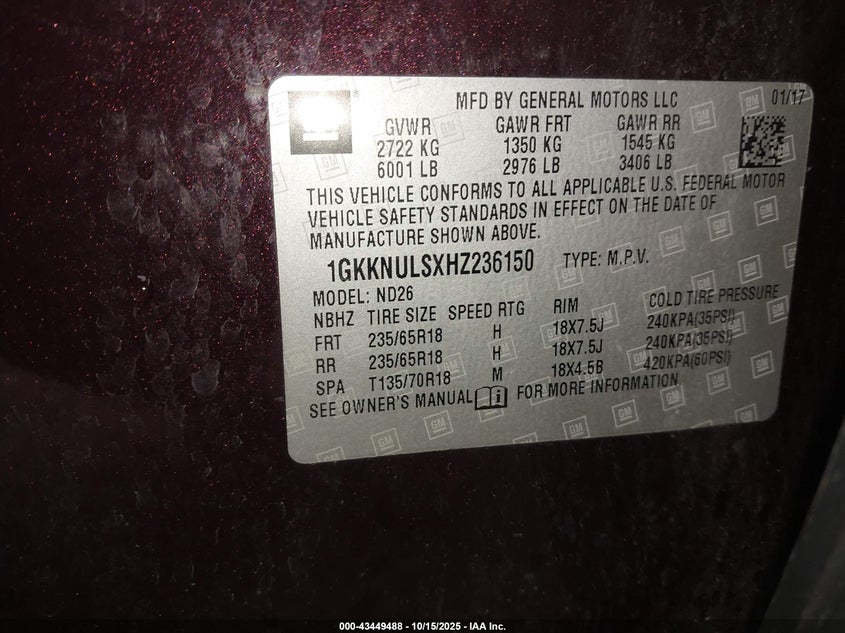 MFD BY GENERAL MOTORS LLC 01/17
GVWR GAWR FRT GAWR RR
2722 KG 1350 KG 1545 KG
6001 LB 2976 LB 3406 LB
THIS VEHICLE CONFORMS TO ALL APPLICABLE U.S. FEDERAL MOTOR
VEHICLE SAFETY STANDARDS IN EFFECT ON THE DATE OF
MANUFACTURE SHOWN ABOVE.
1GKKNULSXHZ236150 TYPE: M.P.V.
MODEL: ND26
NBHZ TIRE SIZE SPEED RTG RIM COLD TIRE PRESSURE
FRT 235/65R18 H 18X7.5J 240KPA(35PSI)
RR 235/65R18 H 18X7.5J 240KPA(35PSI)
SPA T135/70R18 M 18X4.5B 420KPA(60PSI)
SEE OWNER'S MANUAL FOR MORE INFORMATION.
000-43449488 - 10/15/2025 - IAA Inc.